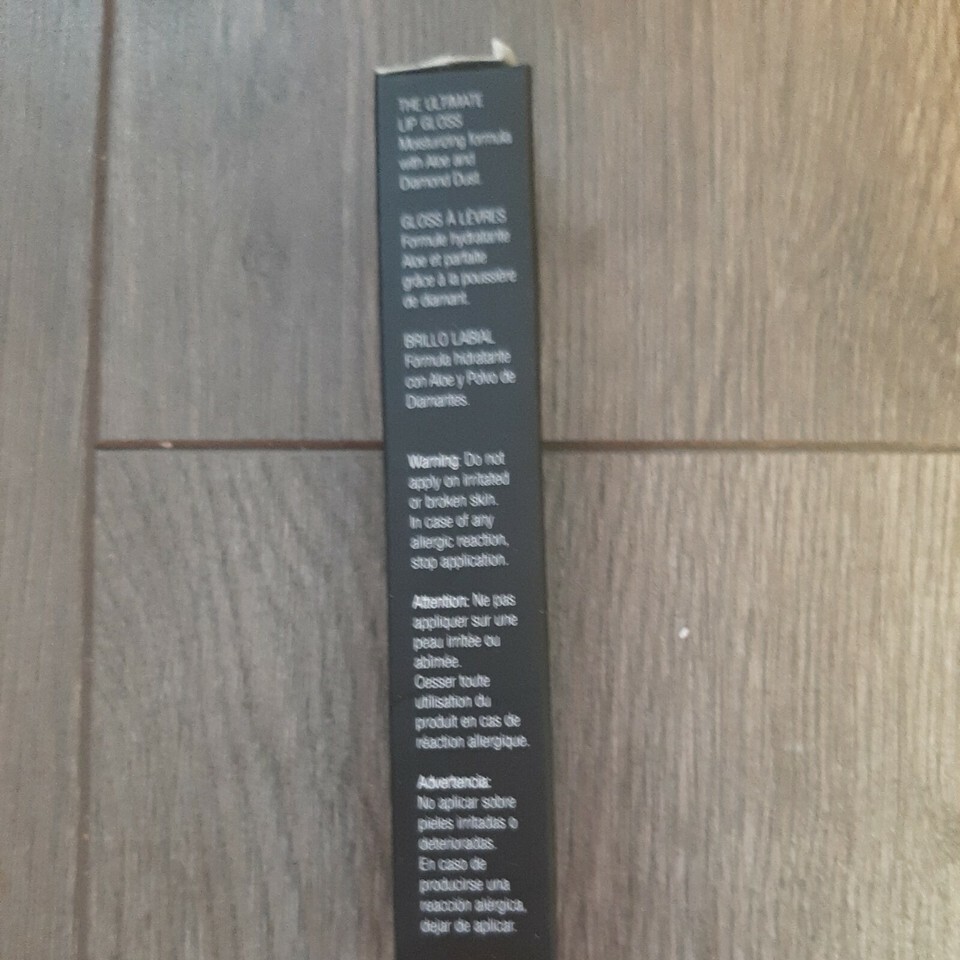 THE ULTIMATE
LIP GLOSS
Moisturizing formula
with Aloe and
Diamond Dust.
GLOSS À LÈVRES
Formule hydratante
Aloe et parfaite
grâce à la poussière
de diamant.
BRILLO LABIAL
Fórmula hidratante
con Aloe y Polvo de
Diamantes.
Warning: Do not
apply on irritated
or broken skin.
In case of any
allergic reaction,
stop application.
Attention: Ne pas
appliquer sur une
peau irritée ou
abîmée.
Cesser toute
utilisation du
produit en cas de
réaction allergique.
Advertencia:
No aplicar sobre
pieles irritadas o
deterioradas.
En caso de
producirse una
reacción alérgica,
dejar de aplicar.